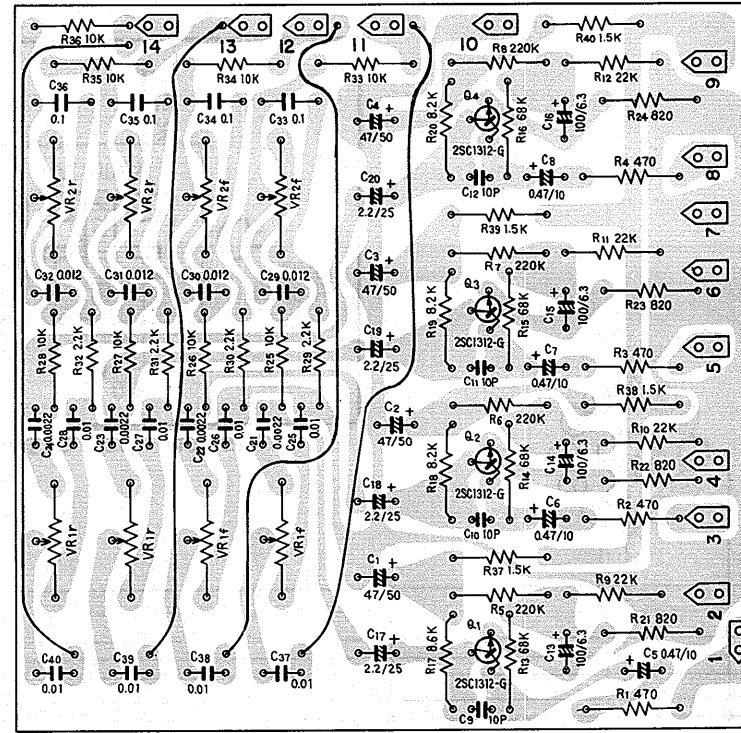 R36 10K
14
13
12
11
10
R8 220K
R40 1.5K
R35 10K
R34 10K
R33 10K
R12 22K
9
C36
0.1
C35 0.1
C34 0.1
C33 0.1
C4 +
47/50
R20 8.2K
Q.4
2SC1312-G
R16 68K
C16
100/6.3
R24 820
VR2r
VR2r
VR2f
VR2f
C20 +
2.2/25
C12 10P
C8
+
0.47/10
R4 470
8
R39 1.5K
7
C32 0.012
C31 0.012
C30 0.012
C29 0.012
C3 +
47/50
R7 220K
R11 22K
R19 8.2K
Q.3
2SC1312-G
R15 68K
C15
100/6.3
R23 820
6
R28 10K
R32 2.2K
R27 10K
R31 2.2K
R26 10K
R30 2.2K
R25 10K
R29 2.2K
C19 +
2.2/25
C11 10P
C7
+
0.47/10
R3 470
5
R38 1.5K
C24 0.0022
C28 0.01
C23 0.0022
C27 0.01
C22 0.0022
C26 0.01
C21 0.0022
C25 0.01
C2 +
47/50
R6 220K
R10 22K
R18 8.2K
Q.2
2SC1312-G
R14 68K
C14
100/6.3
R22 820
4
VR1r
VR1r
VR1f
VR1f
C18 +
2.2/25
C10 10P
C6
+
0.47/10
R2 470
3
R37 1.5K
C1 +
47/50
R5 220K
R9 22K
2
R17 8.6K
Q.1
2SC1312-G
R13 68K
C13
100/6.3
R21 820
1
C40
0.01
C39
0.01
C38
0.01
C37
0.01
C17 +
2.2/25
+ C5 0.47/10
C9 10P
R1 470